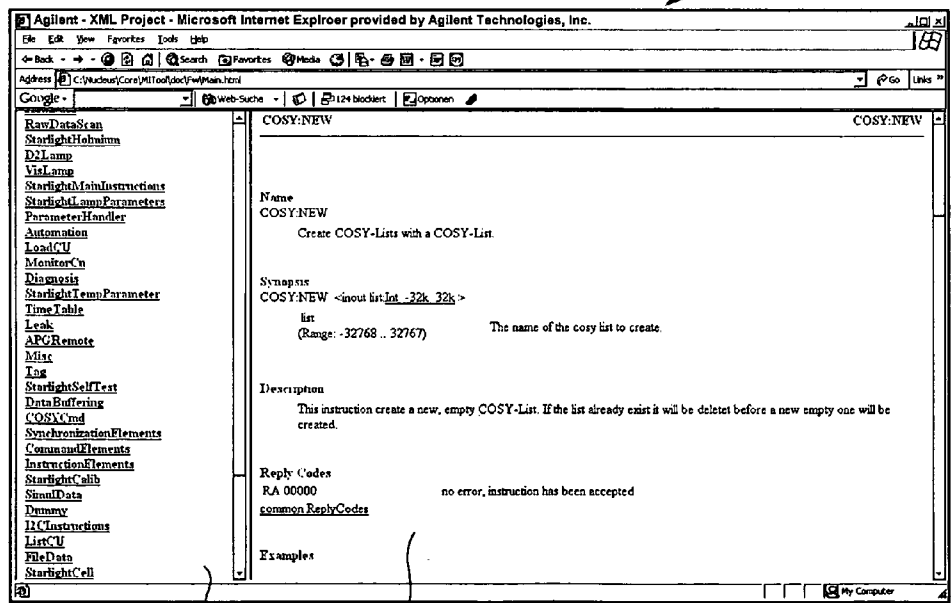 Agilent - XML Project - Microsoft Internet Explroer provided by Agilent Technologies, Inc.
File Edit View Favorites Tools Help
Back Search Favorites Media
Address C:\Nucleus\Core\MITool\doc\Fw\Main.html Go Links »
Google - Web-Suche - 124 blockiert Optionen
RawDataScan
StarlightHolmium
D2Lamp
VisLamp
StarlightMainInstructions
StarlightLampParameters
ParameterHandler
Automation
LoadCU
MonitorCn
Diagnosis
StarlightTempParameter
TimeTable
Leak
APGRemote
Misc
Tag
StarlightSelfTest
DataBuffering
COSYCmd
SynchronizationElements
CommandElements
InstructionElements
StarlightCalib
SimulData
Dummy
I2CInstructions
ListCU
FileData
StarlightCell
COSY:NEW COSY:NEW
Name
COSY:NEW
Create COSY-Lists with a COSY-List.
Synopsis
COSY:NEW <inout list:Int_-32k_32k >
list
(Range: -32768 .. 32767) The name of the cosy list to create.
Description
This instruction create a new, empty COSY-List. If the list already exist it will be deletet before a new empty one will be
created.
Reply Codes
RA 00000 no error, instruction has been accepted
common ReplyCodes
Examples
My Computer